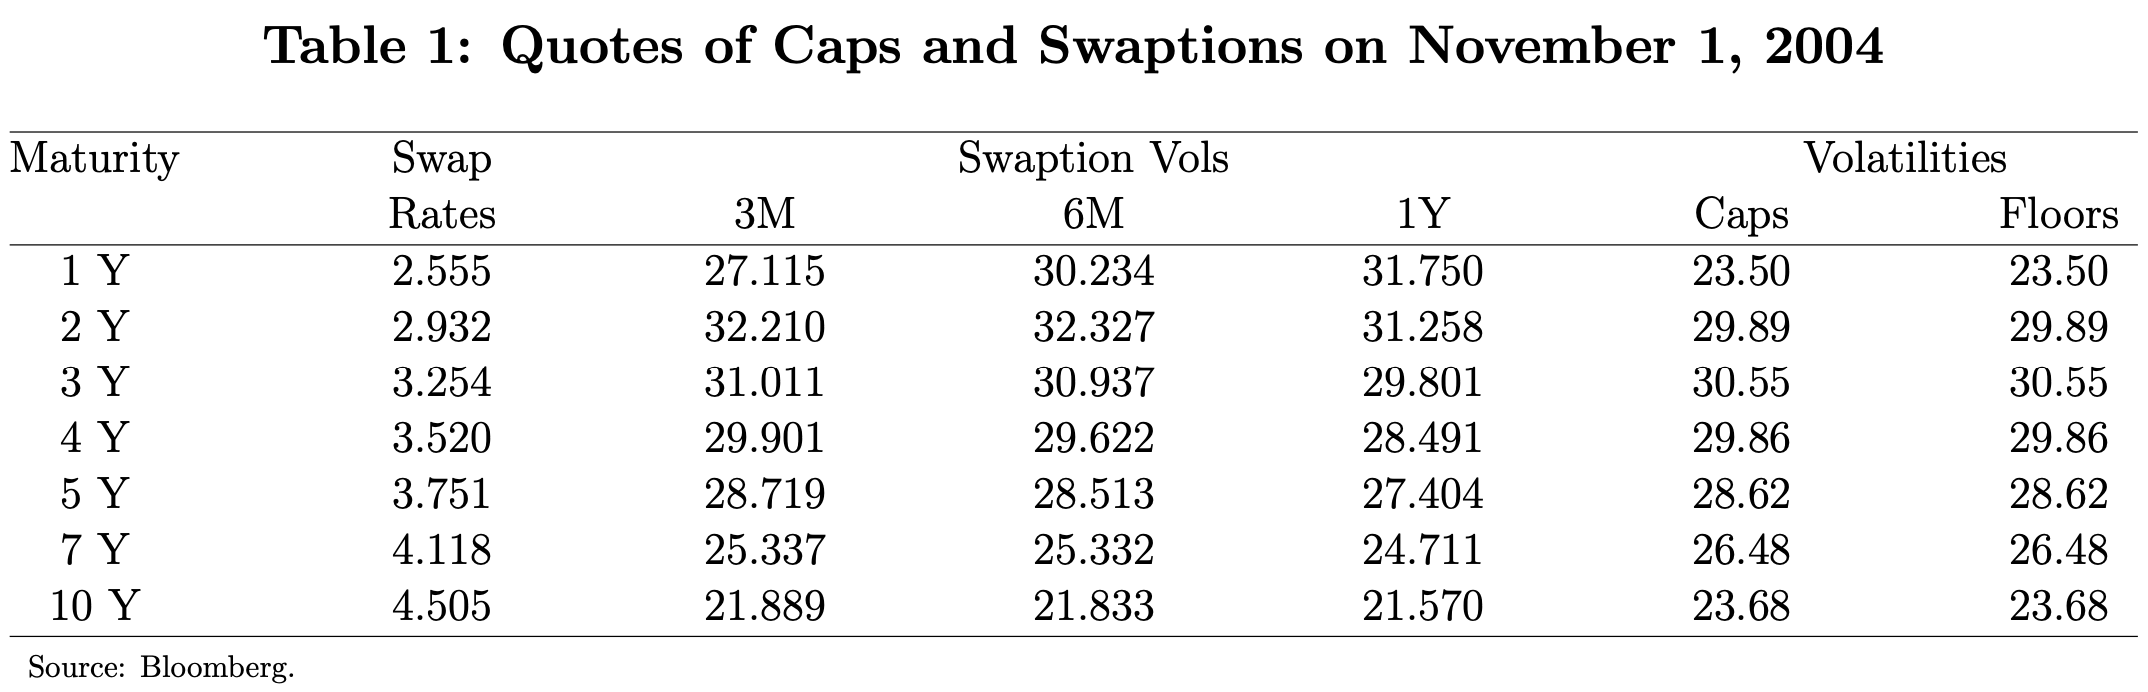 Table 1: Quotes of Caps and Swaptions on November 1, 2004
Maturity Swap Swaption Vols Volatilities
Rates 3M 6M 1Y Caps Floors
1 Y 2.555 27.115 30.234 31.750 23.50 23.50
2 Y 2.932 32.210 32.327 31.258 29.89 29.89
3 Y 3.254 31.011 30.937 29.801 30.55 30.55
4 Y 3.520 29.901 29.622 28.491 29.86 29.86
5 Y 3.751 28.719 28.513 27.404 28.62 28.62
7 Y 4.118 25.337 25.332 24.711 26.48 26.48
10 Y 4.505 21.889 21.833 21.570 23.68 23.68
Source: Bloomberg.